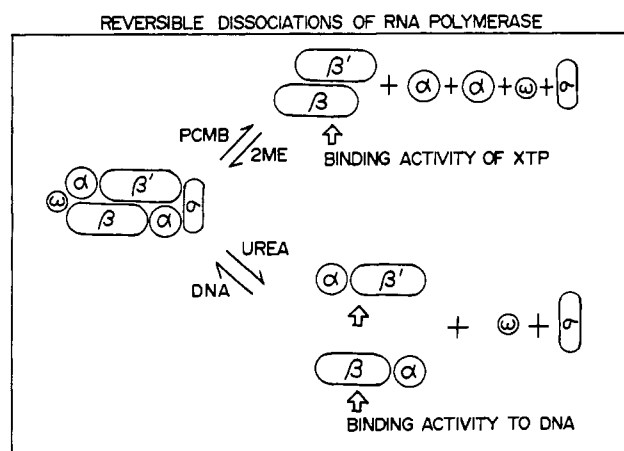 REVERSIBLE DISSOCIATIONS OF RNA POLYMERASE
β'
β
+ α + α + ω + σ
PCMB
2ME
BINDING ACTIVITY OF XTP
α β'
ω
β α σ
UREA
DNA
α β'
+ ω + σ
β α
BINDING ACTIVITY TO DNA